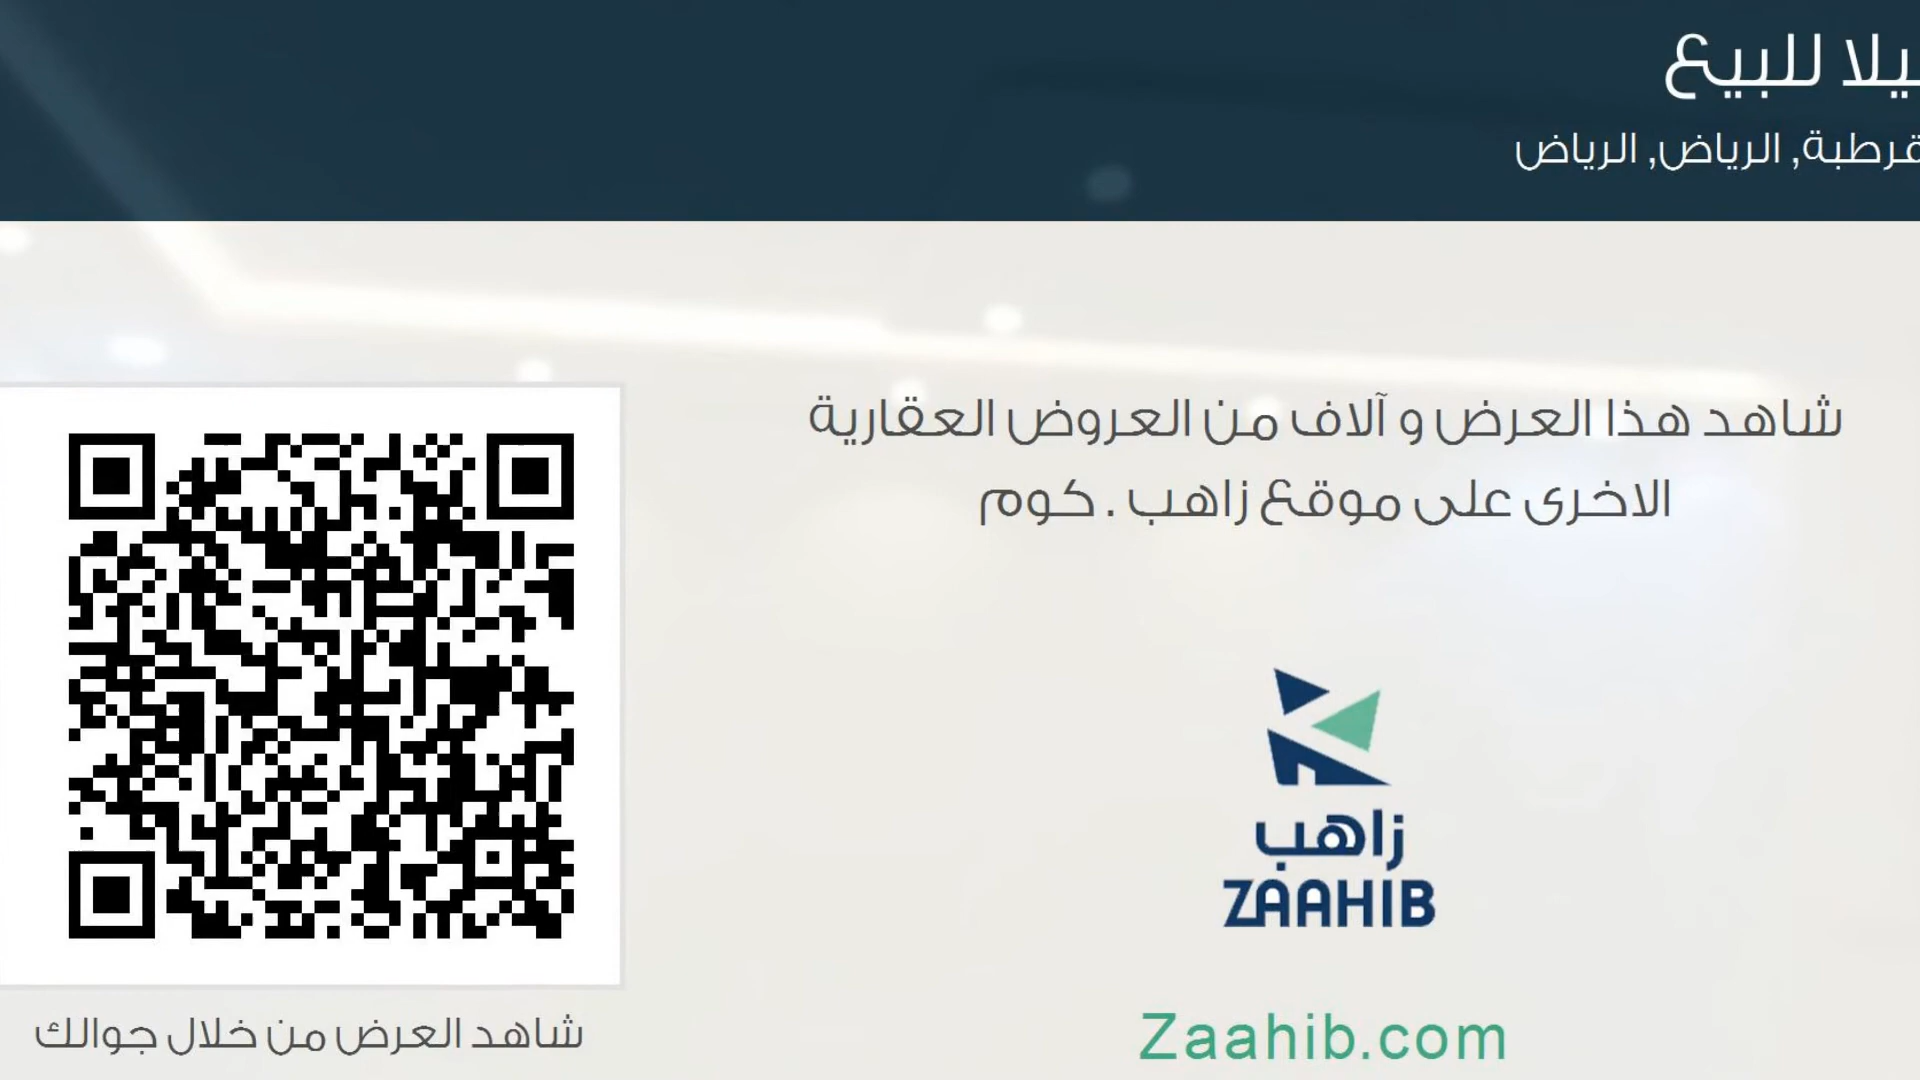 يلا للبيع
قرطبة, الرياض, الرياض
شاهد هذا العرض و آلاف من العروض العقارية
الاخرى على موقع زاهب . كوم
زاهب
ZAAHIB
Zaahib.com
شاهد العرض من خلال جوالك